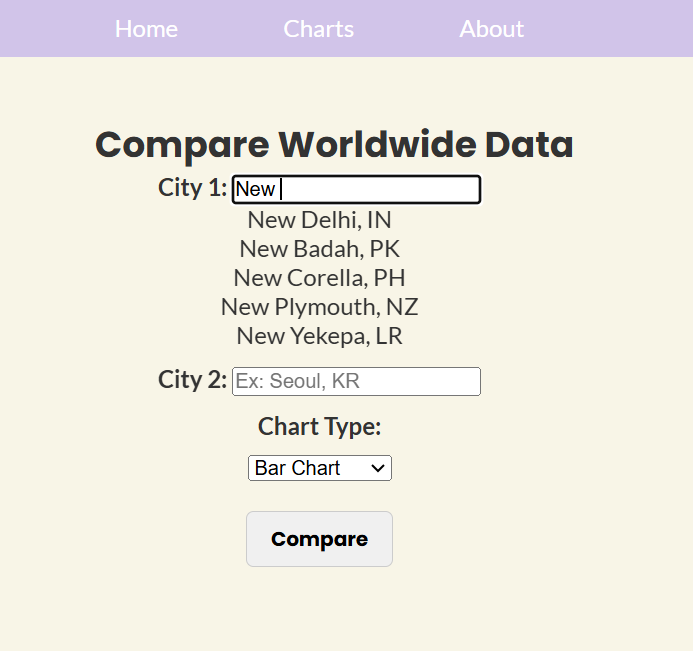 Home Charts About
Compare Worldwide Data
City 1: New
New Delhi, IN
New Badah, PK
New Corella, PH
New Plymouth, NZ
New Yekepa, LR
City 2: Ex: Seoul, KR
Chart Type:
Bar Chart
Compare